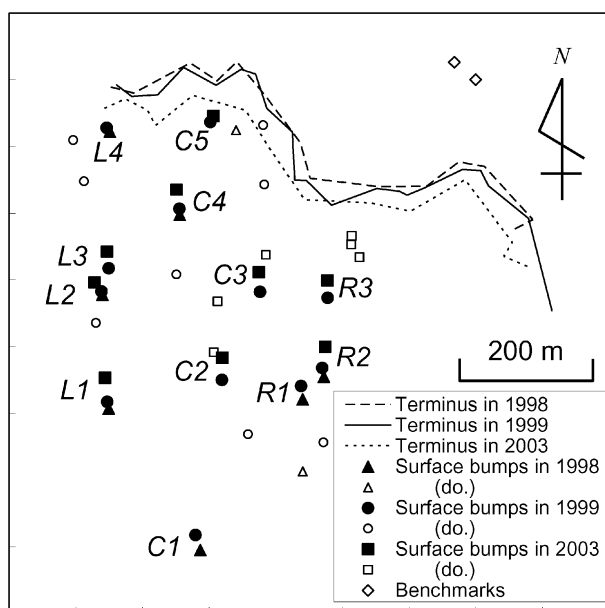 N
L4
C5
C4
L3
L2
C3
R3
L1
C2
R2
R1
C1
200 m
Terminus in 1998
Terminus in 1999
Terminus in 2003
Surface bumps in 1998
(do.)
Surface bumps in 1999
(do.)
Surface bumps in 2003
(do.)
Benchmarks